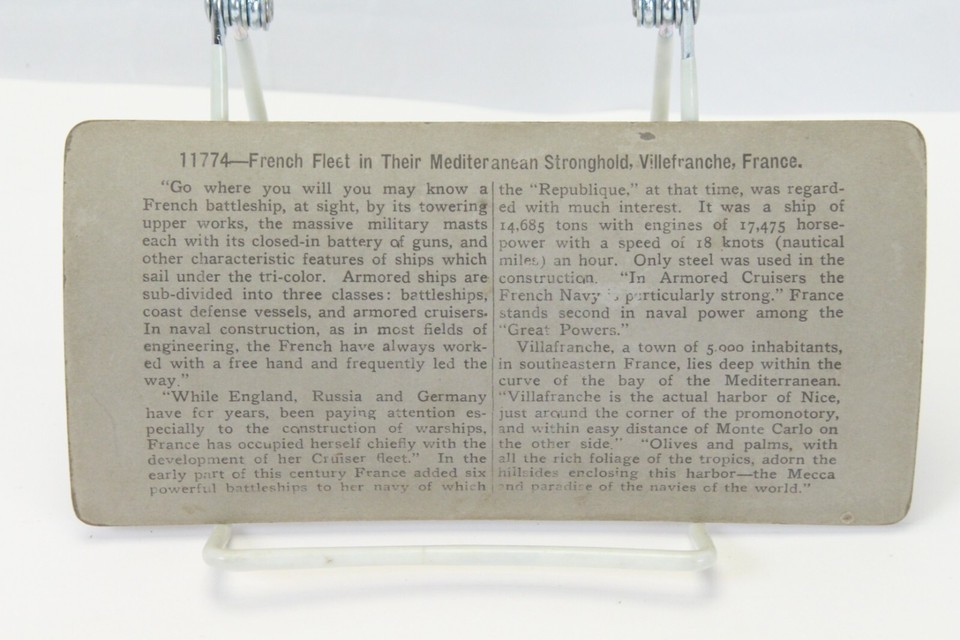 11774—French Fleet in Their Mediteranean Stronghold, Villefranche, France.
"Go where you will you may know a
French battleship, at sight, by its towering
upper works, the massive military masts
each with its closed-in battery of guns, and
other characteristic features of ships which
sail under the tri-color. Armored ships are
sub-divided into three classes: battleships,
coast defense vessels, and armored cruisers.
In naval construction, as in most fields of
engineering, the French have always work-
ed with a free hand and frequently led the
way."
"While England, Russia and Germany
have for years, been paying attention es-
pecially to the construction of warships,
France has occupied herself chiefly with the
development of her Cruiser fleet." In the
early part of this century France added six
powerful battleships to her navy of which
the "Republique," at that time, was regard-
ed with much interest. It was a ship of
14,685 tons with engines of 17,475 horse-
power with a speed of 18 knots (nautical
miles) an hour. Only steel was used in the
construction. "In Armored Cruisers the
French Navy is particularly strong." France
stands second in naval power among the
"Great Powers."
Villafranche, a town of 5.000 inhabitants,
in southeastern France, lies deep within the
curve of the bay of the Mediterranean.
"Villafranche is the actual harbor of Nice,
just around the corner of the promonotory,
and within easy distance of Monte Carlo on
the other side." "Olives and palms, with
all the rich foliage of the tropics, adorn the
hillsides enclosing this harbor—the Mecca
and paradise of the navies of the world."